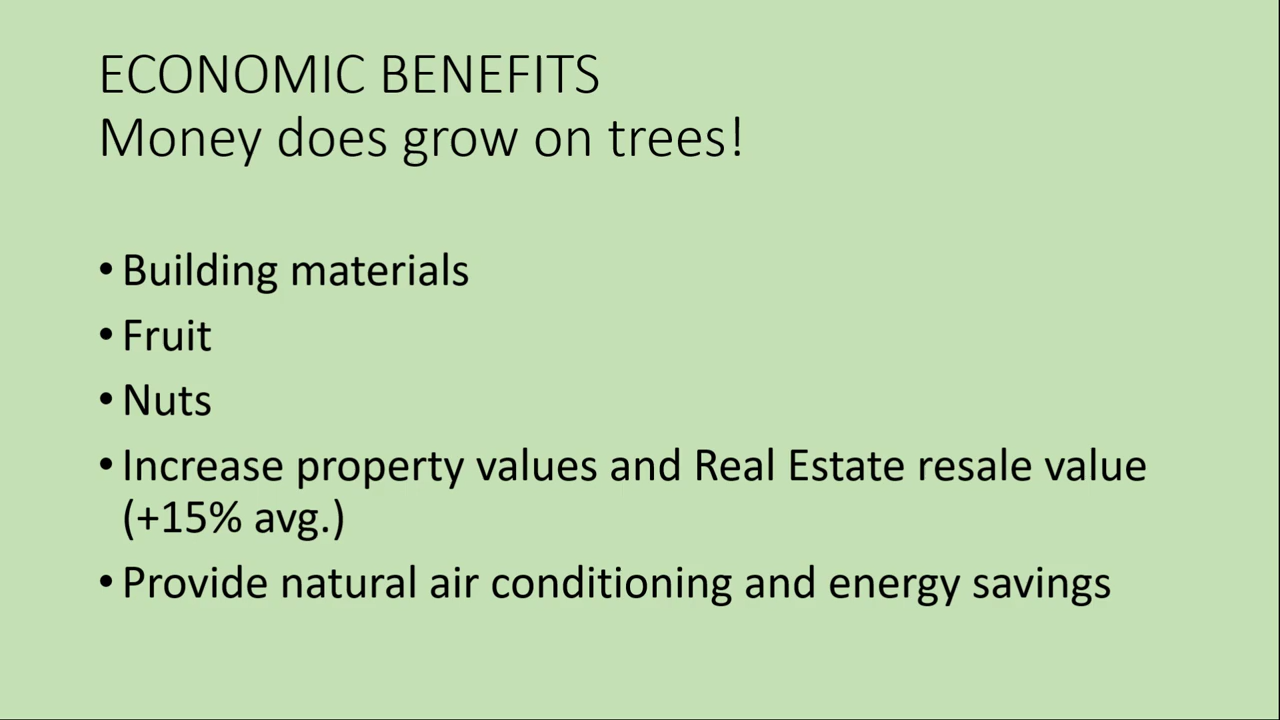 ECONOMIC BENEFITS
Money does grow on trees!
• Building materials
• Fruit
• Nuts
• Increase property values and Real Estate resale value
(+15% avg.)
• Provide natural air conditioning and energy savings